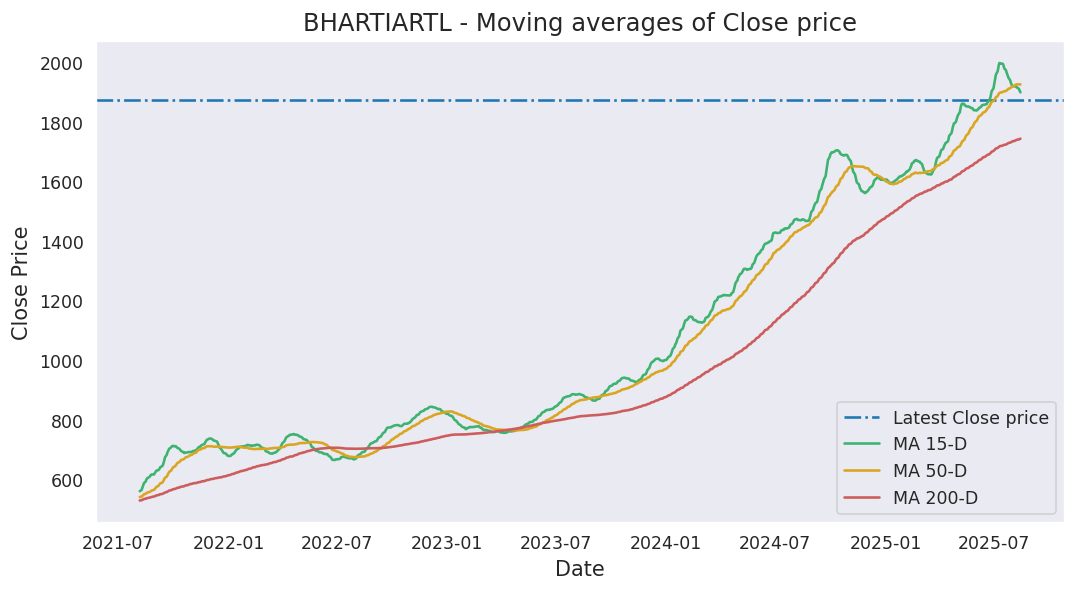 BHARTIARTL - Moving averages of Close price
Close Price
2000
1800
1600
1400
1200
1000
800
600
Latest Close price
MA 15-D
MA 50-D
MA 200-D
2021-07 2022-01 2022-07 2023-01 2023-07 2024-01 2024-07 2025-01 2025-07
Date